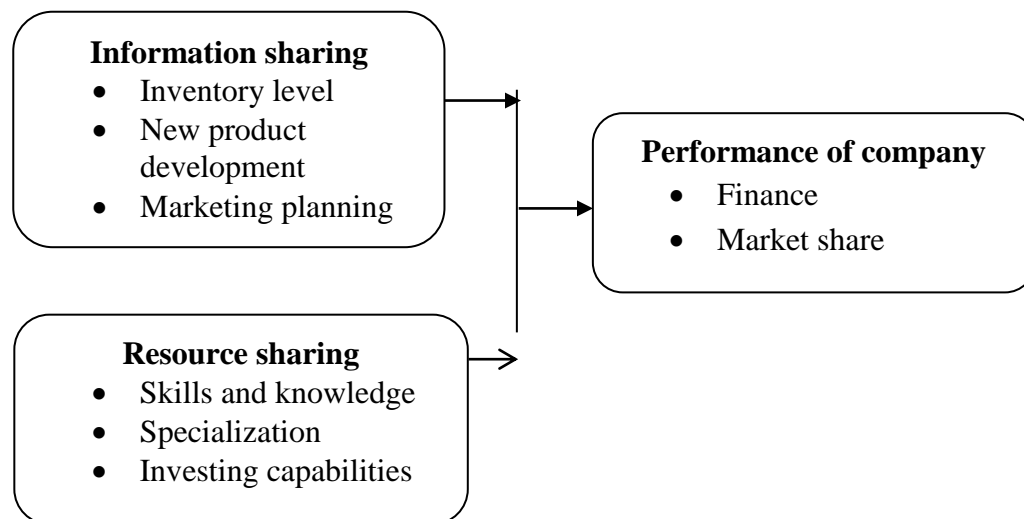 Information sharing
• Inventory level
• New product
development
• Marketing planning
Performance of company
• Finance
• Market share
Resource sharing
• Skills and knowledge
• Specialization
• Investing capabilities